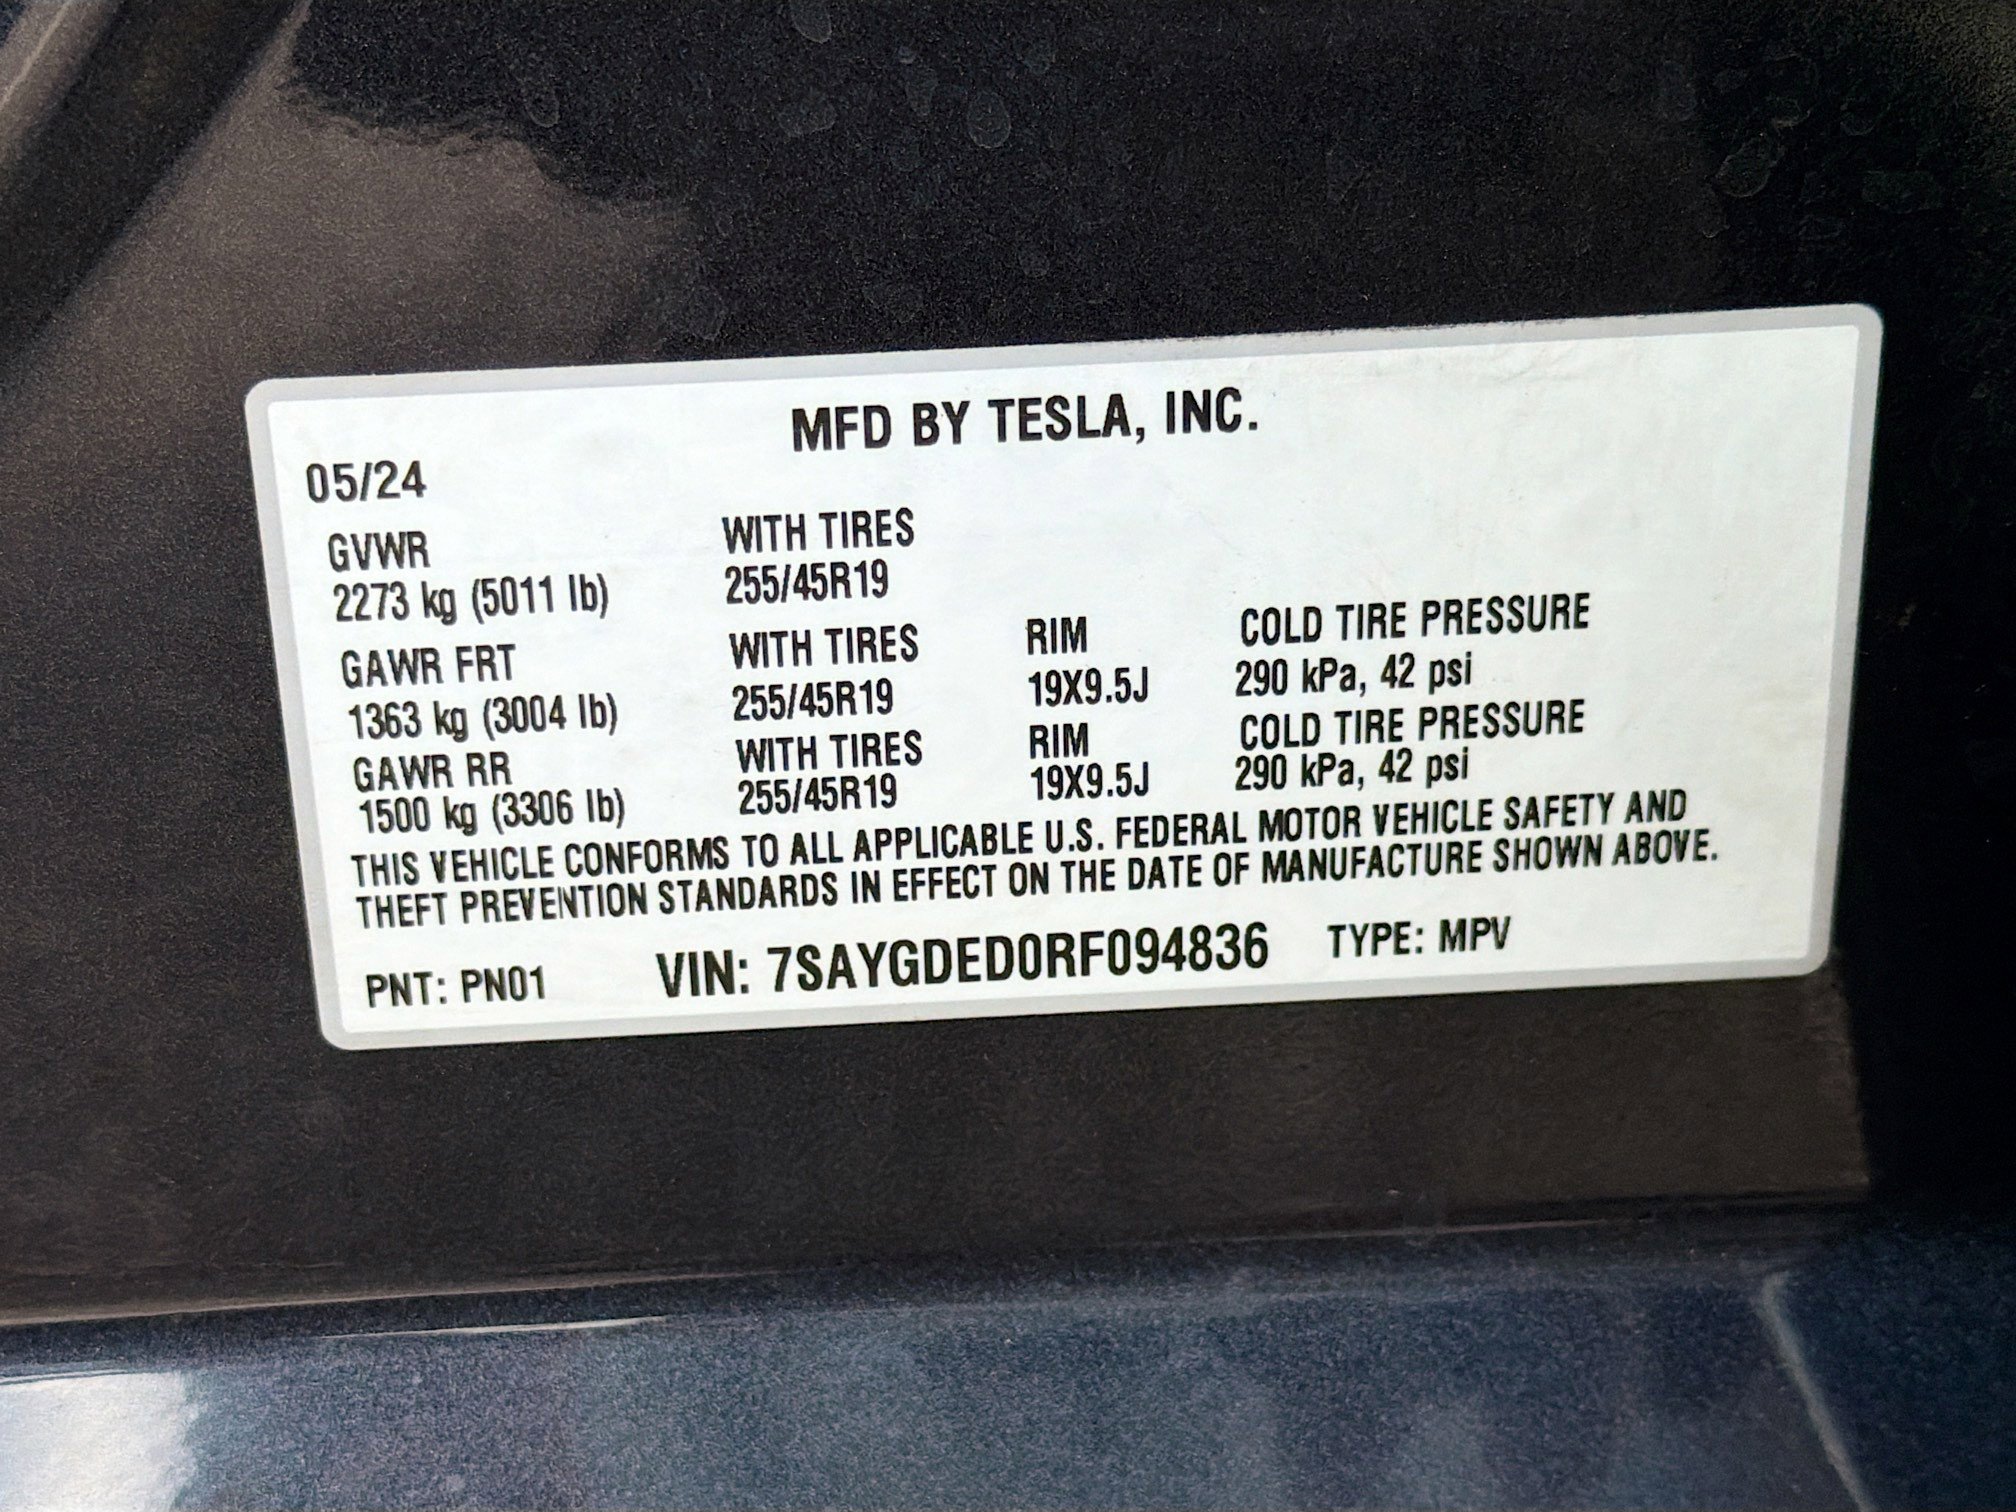 MFD BY TESLA, INC.
05/24
GVWR WITH TIRES
2273 kg (5011 lb) 255/45R19
GAWR FRT WITH TIRES RIM COLD TIRE PRESSURE
1363 kg (3004 lb) 255/45R19 19X9.5J 290 kPa, 42 psi
GAWR RR WITH TIRES RIM COLD TIRE PRESSURE
1500 kg (3306 lb) 255/45R19 19X9.5J 290 kPa, 42 psi
THIS VEHICLE CONFORMS TO ALL APPLICABLE U.S. FEDERAL MOTOR VEHICLE SAFETY AND
THEFT PREVENTION STANDARDS IN EFFECT ON THE DATE OF MANUFACTURE SHOWN ABOVE.
PNT: PN01 VIN: 7SAYGDED0RF094836 TYPE: MPV